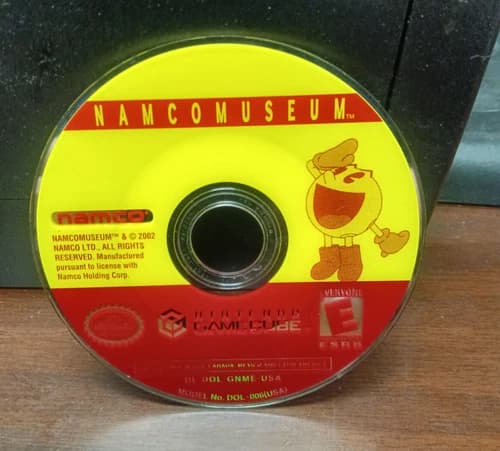 NAMCOMUSEUM™
namco
NAMCOMUSEUM™ & © 2002
NAMCO LTD., ALL RIGHTS
RESERVED. Manufactured
pursuant to license with
Namco Holding Corp.
NINTENDO
GAMECUBE
EVERYONE
E
ESRB
DL-DOL-GNME-USA
MODEL No. DOL-006(USA)